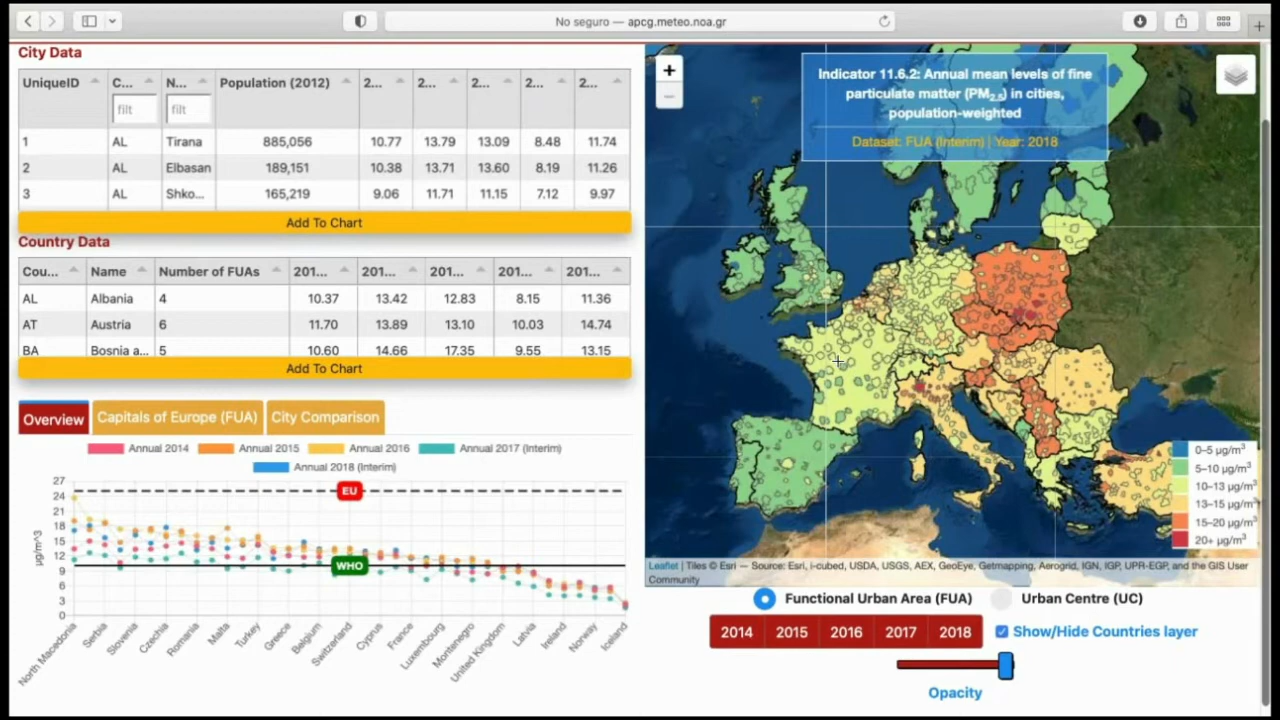 No seguro — apcg.meteo.noa.gr
City Data
UniqueID C... N... Population (2012) 2... 2... 2... 2... 2...
filt filt
1 AL Tirana 885,056 10.77 13.79 13.09 8.48 11.74
2 AL Elbasan 189,151 10.38 13.71 13.60 8.19 11.26
3 AL Shko... 165,219 9.06 11.71 11.15 7.12 9.97
Add To Chart
Country Data
Cou... Name Number of FUAs 201... 201... 201... 201... 201...
AL Albania 4 10.37 13.42 12.83 8.15 11.36
AT Austria 6 11.70 13.89 13.10 10.03 14.74
BA Bosnia a... 5 10.60 14.66 17.35 9.55 13.15
Add To Chart
Overview Capitals of Europe (FUA) City Comparison
Annual 2014 Annual 2015 Annual 2016 Annual 2017 (Interim)
Annual 2018 (Interim)
µg/m^3
27
24
21
18
15
12
9
6
3
0
EU
WHO
North Macedonia
Serbia
Slovenia
Czechia
Romania
Malta
Turkey
Greece
Belgium
Switzerland
Cyprus
France
Luxembourg
Montenegro
United Kingdom
Latvia
Ireland
Norway
Iceland
+
−
Indicator 11.6.2: Annual mean levels of fine
particulate matter (PM2.5) in cities,
population-weighted
Dataset: FUA (Interim) | Year: 2018
0–5 µg/m³
5–10 µg/m³
10–13 µg/m³
13–15 µg/m³
15–20 µg/m³
20+ µg/m³
Leaflet | Tiles © Esri — Source: Esri, i-cubed, USDA, USGS, AEX, GeoEye, Getmapping, Aerogrid, IGN, IGP, UPR-EGP, and the GIS User
Community
Functional Urban Area (FUA) Urban Centre (UC)
2014 2015 2016 2017 2018 Show/Hide Countries layer
Opacity